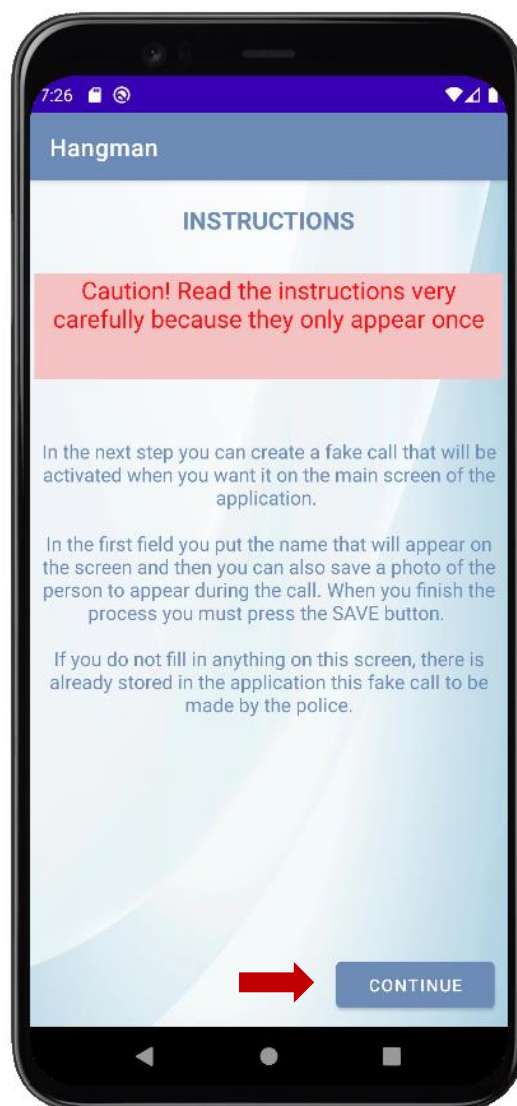 7:26
Hangman
INSTRUCTIONS
Caution! Read the instructions very
carefully because they only appear once
In the next step you can create a fake call that will be
activated when you want it on the main screen of the
application.
In the first field you put the name that will appear on
the screen and then you can also save a photo of the
person to appear during the call. When you finish the
process you must press the SAVE button.
If you do not fill in anything on this screen, there is
already stored in the application this fake call to be
made by the police.
CONTINUE